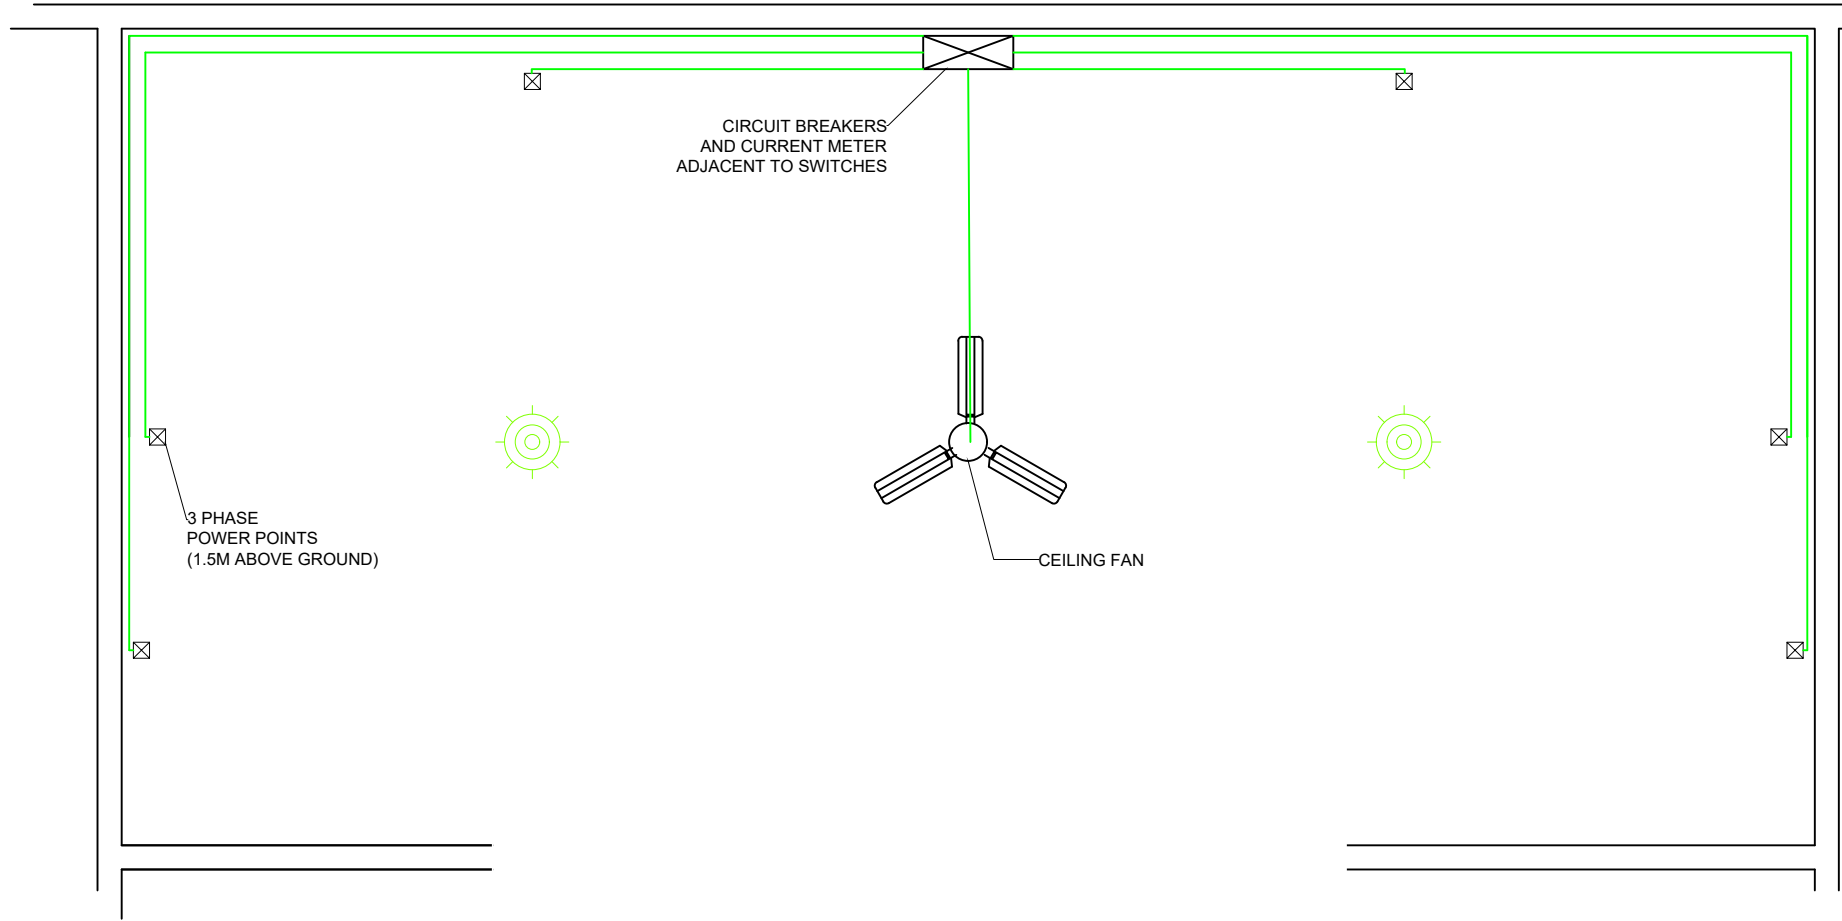 CIRCUIT BREAKERS
AND CURRENT METER
ADJACENT TO SWITCHES
3 PHASE
POWER POINTS
(1.5M ABOVE GROUND)
CEILING FAN